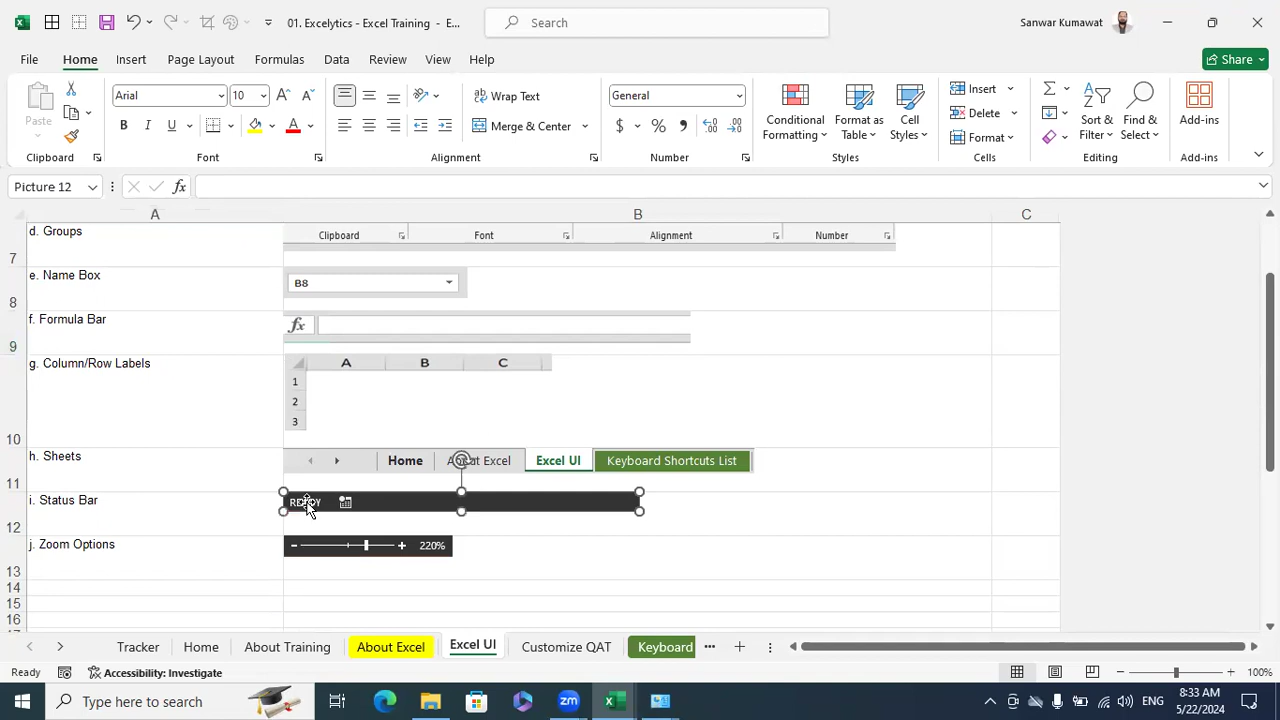 01. Excelytics - Excel Training - E...
Search
Sanwar Kumawat
File Home Insert Page Layout Formulas Data Review View Help
Share
Paste
Arial 10
Wrap Text
General
Conditional Formatting
Format as Table
Cell Styles
Insert
Delete
Format
Sort & Filter
Find & Select
Add-ins
B I U
Merge & Center
$ %
Clipboard Font Alignment Number Styles Cells Editing Add-ins
Picture 12
fx
A B C
d. Groups
Clipboard Font Alignment Number
7
e. Name Box
B8
8
f. Formula Bar
fx
9
g. Column/Row Labels
A B C
1
2
3
10
h. Sheets
Home About Excel Excel UI Keyboard Shortcuts List
11
i. Status Bar
READY
12
j. Zoom Options
220%
13
14
15
16
Tracker Home About Training About Excel Excel UI Customize QAT Keyboard
Ready
Accessibility: Investigate
100%
Type here to search
ENG
8:33 AM
5/22/2024